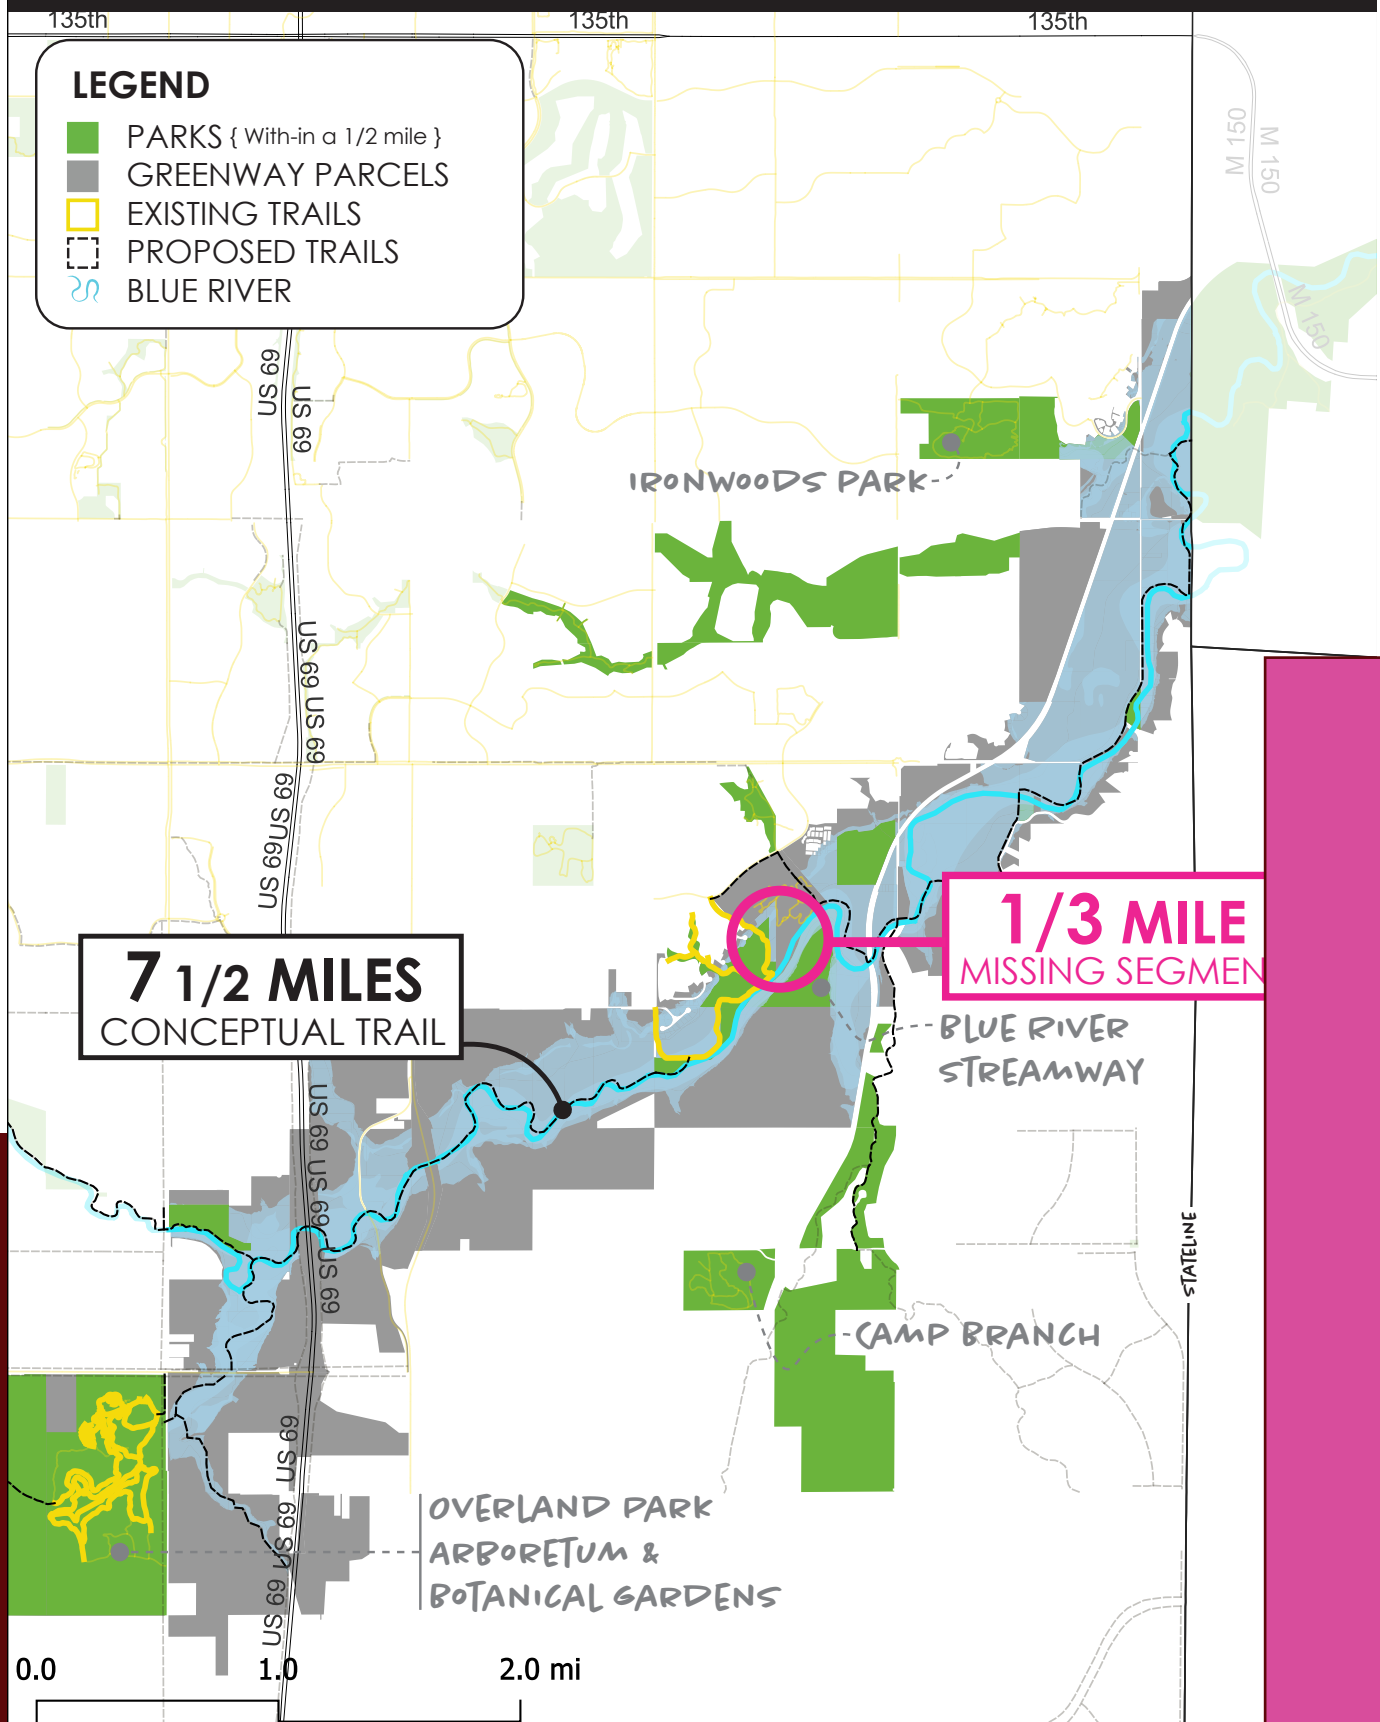 135th
135th
135th
LEGEND
PARKS { With-in a 1/2 mile }
GREENWAY PARCELS
EXISTING TRAILS
PROPOSED TRAILS
BLUE RIVER
M 150
M 150
M 150
US 69
US 69
IRONWOODS PARK
US 69 US 69
US 69 US 69
1/3 MILE
MISSING SEGMEN
7 1/2 MILES
CONCEPTUAL TRAIL
BLUE RIVER
STREAMWAY
US 69 US 69 US 69
STATELINE
CAMP BRANCH
US 69 US 69 US 69
OVERLAND PARK
ARBORETUM &
BOTANICAL GARDENS
0.0 1.0 2.0 mi